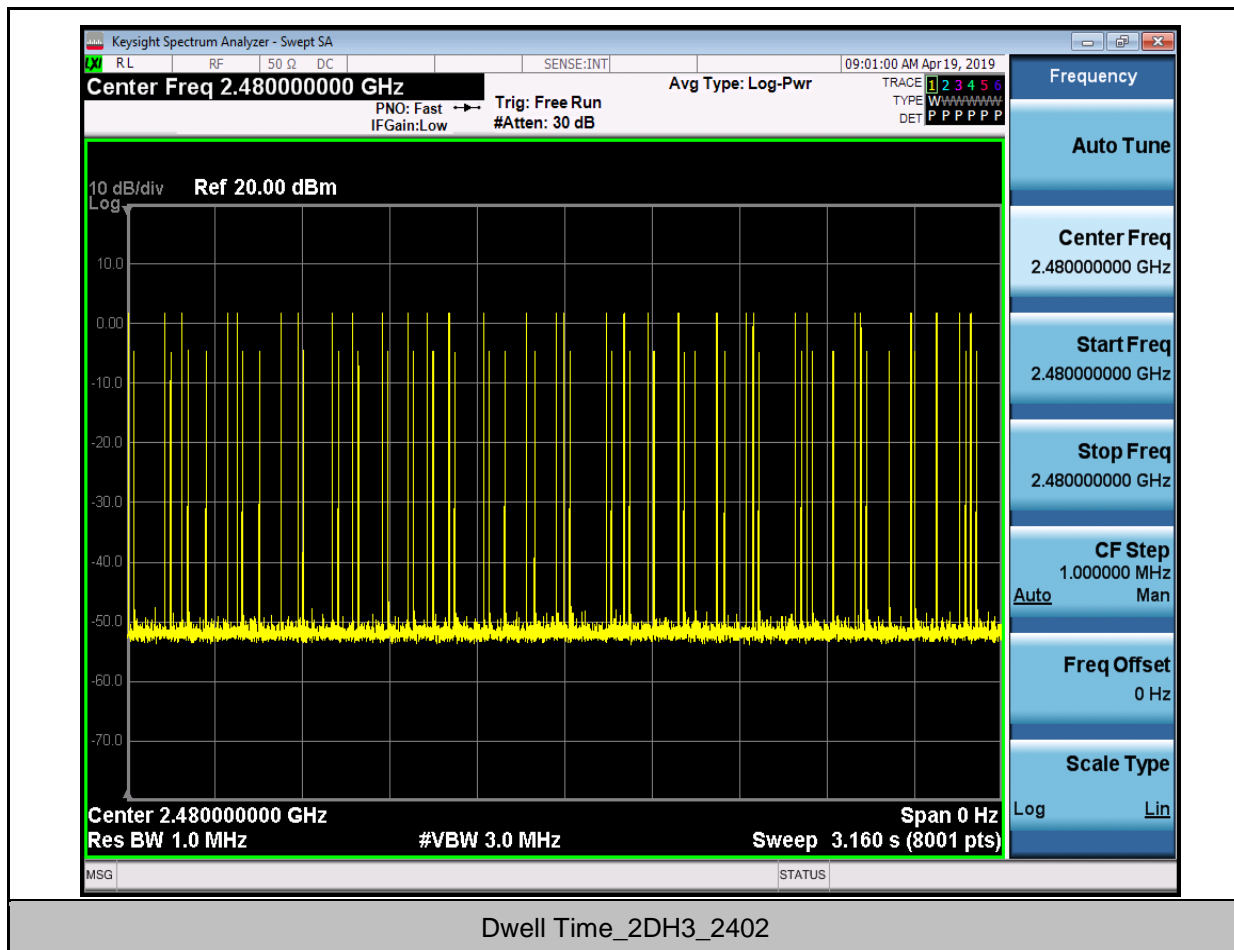 Keysight Spectrum Analyzer - Swept SA
LXI RL RF 50 Ω DC SENSE:INT 09:01:00 AM Apr 19, 2019
Center Freq 2.480000000 GHz
PNO: Fast
IFGain:Low
Trig: Free Run
#Atten: 30 dB
Avg Type: Log-Pwr
TRACE 1 2 3 4 5 6
TYPE WWWWWW
DET P P P P P P
10 dB/div Ref 20.00 dBm
Log
10.0
0.00
-10.0
-20.0
-30.0
-40.0
-50.0
-60.0
-70.0
Center 2.480000000 GHz Span 0 Hz
Res BW 1.0 MHz #VBW 3.0 MHz Sweep 3.160 s (8001 pts)
MSG STATUS
Frequency
Auto Tune
Center Freq
2.480000000 GHz
Start Freq
2.480000000 GHz
Stop Freq
2.480000000 GHz
CF Step
1.000000 MHz
Auto Man
Freq Offset
0 Hz
Scale Type
Log Lin
Dwell Time_2DH3_2402